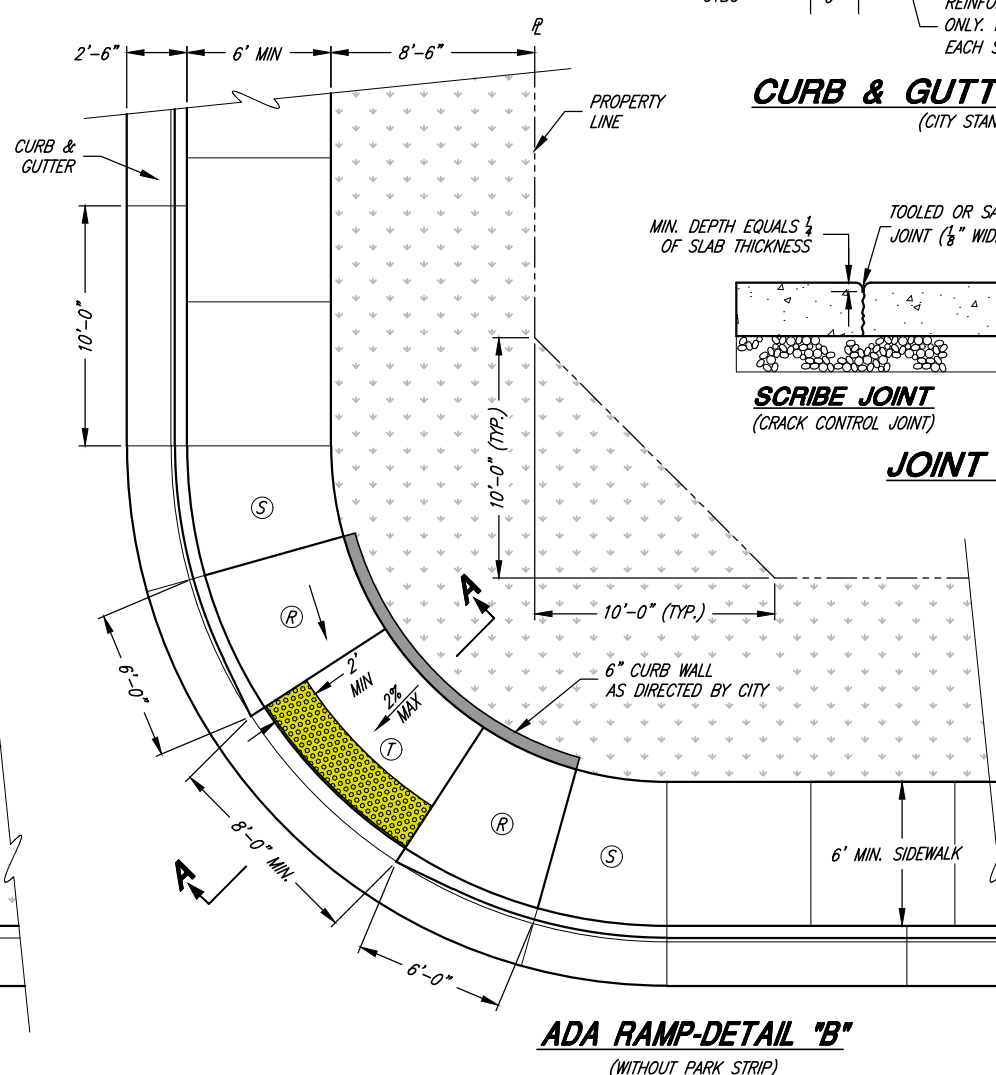 REINFO
ONLY.
EACH S
CURB & GUTT
(CITY STAN
2'-6"
6' MIN
8'-6"
PROPERTY
LINE
CURB &
GUTTER
10'-0"
MIN. DEPTH EQUALS 1/4
OF SLAB THICKNESS
TOOLED OR SA
JOINT (1/8" WID
SCRIBE JOINT
(CRACK CONTROL JOINT)
JOINT
10'-0" (TYP.)
10'-0" (TYP.)
S
R
A
6" CURB WALL
AS DIRECTED BY CITY
6'-0"
2'
MIN
2%
MAX
T
R
S
6' MIN. SIDEWALK
8'-0" MIN.
A
6'-0"
ADA RAMP-DETAIL "B"
(WITHOUT PARK STRIP)